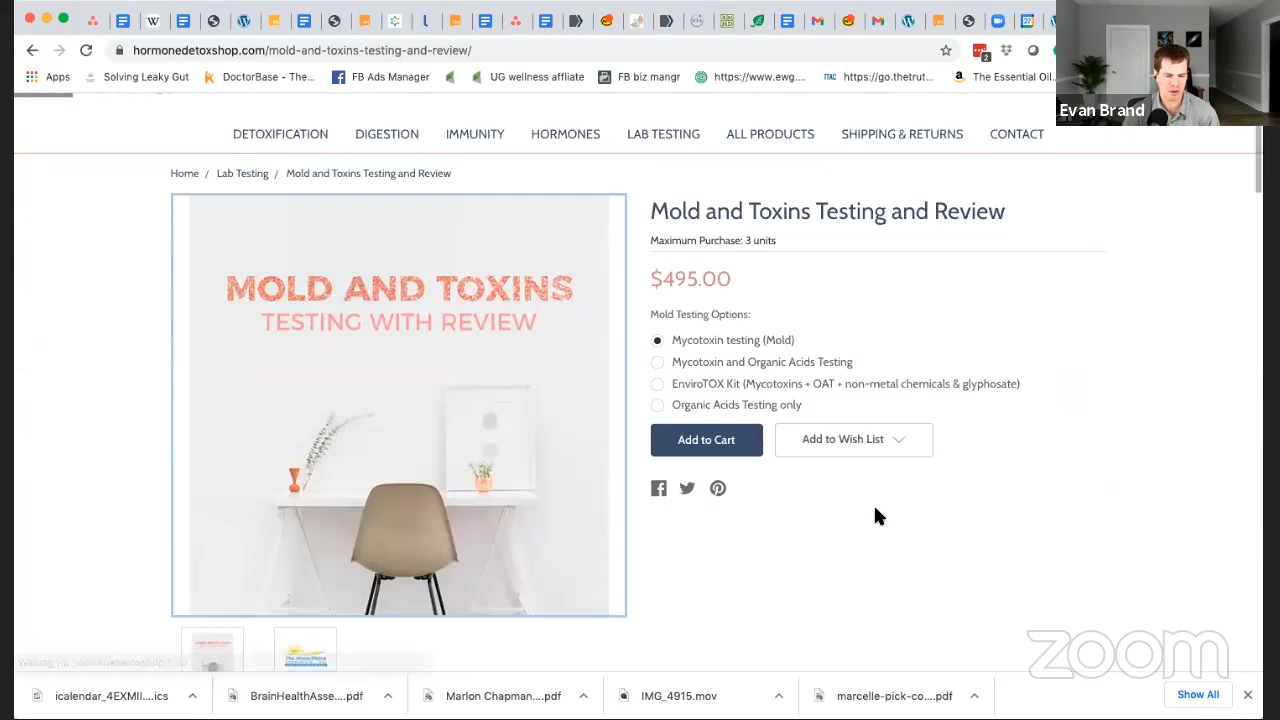 hormonedetoxshop.com/mold-and-toxins-testing-and-review/
2
Apps
Solving Leaky Gut
DoctorBase - The...
FB Ads Manager
UG wellness affliate
FB biz mangr
https://www.ewg....
TTAC
https://go.thetrut...
The Essential Oil
Evan Brand
DETOXIFICATION
DIGESTION
IMMUNITY
HORMONES
LAB TESTING
ALL PRODUCTS
SHIPPING & RETURNS
CONTACT
Home / Lab Testing / Mold and Toxins Testing and Review
MOLD AND TOXINS
TESTING WITH REVIEW
Mold and Toxins Testing and Review
Maximum Purchase: 3 units
$495.00
Mold Testing Options:
Mycotoxin testing (Mold)
Mycotoxin and Organic Acids Testing
EnviroTOX Kit (Mycotoxins + OAT + non-metal chemicals & glyphosate)
Organic Acids Testing only
Add to Cart
Add to Wish List
zoom
icalendar_4EXMII....ics
BrainHealthAsse....pdf
Marlon Chapman....pdf
IMG_4915.mov
marcelle-pick-co....pdf
Show All